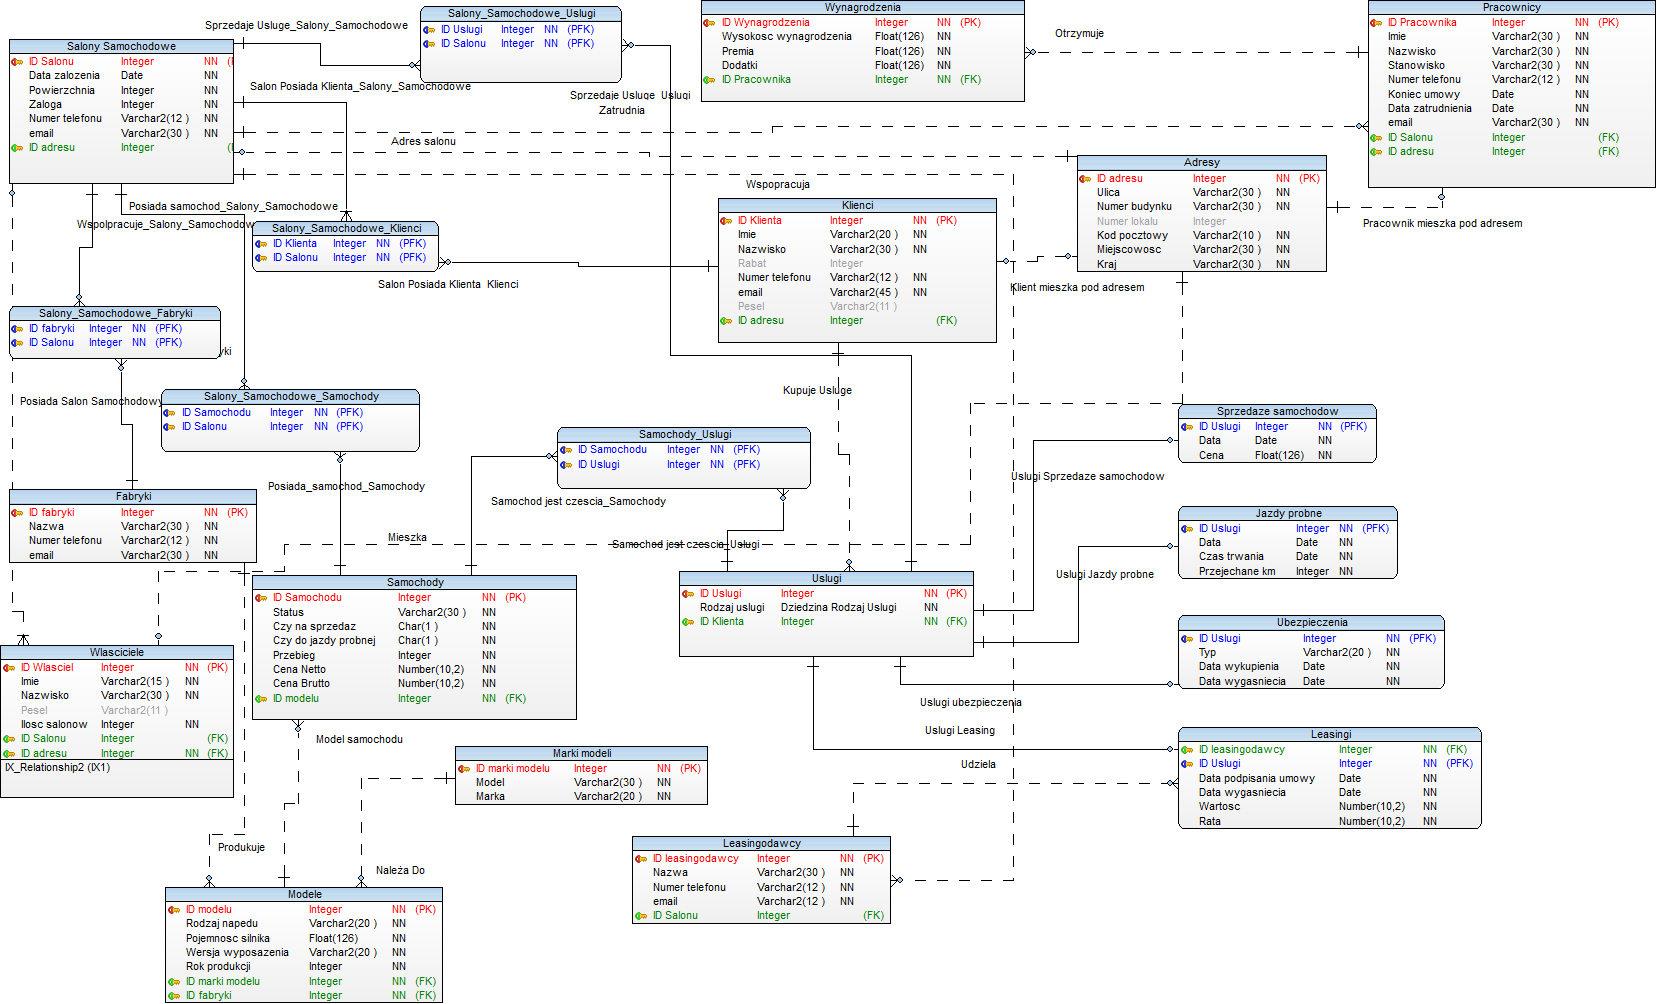 Salony_Samochodowe_Uslugi
ID Uslugi Integer NN (PFK)
ID Salonu Integer NN (PFK)
Wynagrodzenia
ID Wynagrodzenia Integer NN (PK)
Wysokosc wynagrodzenia Float(126) NN
Premia Float(126) NN
Dodatki Float(126) NN
ID Pracownika Integer NN (FK)
Pracownicy
ID Pracownika Integer NN (PK)
Imie Varchar2(30 ) NN
Nazwisko Varchar2(30 ) NN
Stanowisko Varchar2(30 ) NN
Numer telefonu Varchar2(12 ) NN
Koniec umowy Date NN
Data zatrudnienia Date NN
email Varchar2(30 ) NN
ID Salonu Integer (FK)
ID adresu Integer (FK)
Sprzedaje Usluge_Salony_Samochodowe
Otrzymuje
Salony Samochodowe
ID Salonu Integer NN
Data zalozenia Date NN
Powierzchnia Integer NN
Zaloga Integer NN
Numer telefonu Varchar2(12 ) NN
email Varchar2(30 ) NN
ID adresu Integer
Salon Posiada Klienta_Salony_Samochodowe
Sprzedaje Usluge Uslugi
Zatrudnia
Adres salonu
Wspopracuja
Adresy
ID adresu Integer NN (PK)
Ulica Varchar2(30 ) NN
Numer budynku Varchar2(30 ) NN
Numer lokalu Integer
Kod pocztowy Varchar2(10 ) NN
Miejscowosc Varchar2(30 ) NN
Kraj Varchar2(30 ) NN
Pracownik mieszka pod adresem
Posiada samochod_Salony_Samochodowe
Wspolpracuje_Salony_Samochodow
Salony_Samochodowe_Klienci
ID Klienta Integer NN (PFK)
ID Salonu Integer NN (PFK)
Klienci
ID Klienta Integer NN (PK)
Imie Varchar2(20 ) NN
Nazwisko Varchar2(30 ) NN
Rabat Integer
Numer telefonu Varchar2(12 ) NN
email Varchar2(45 ) NN
Pesel Varchar2(11 )
ID adresu Integer (FK)
Salon Posiada Klienta Klienci
Klient mieszka pod adresem
Salony_Samochodowe_Fabryki
ID fabryki Integer NN (PFK)
ID Salonu Integer NN (PFK)
yki
Kupuje Usluge
Posiada Salon Samochodowy
Salony_Samochodowe_Samochody
ID Samochodu Integer NN (PFK)
ID Salonu Integer NN (PFK)
Samochody_Uslugi
ID Samochodu Integer NN (PFK)
ID Uslugi Integer NN (PFK)
Sprzedaze samochodow
ID Uslugi Integer NN (PFK)
Data Date NN
Cena Float(126) NN
Uslugi Sprzedaze samochodow
Posiada_samochod_Samochody
Samochod jest czescia_Samochody
Fabryki
ID fabryki Integer NN (PK)
Nazwa Varchar2(30 ) NN
Numer telefonu Varchar2(12 ) NN
email Varchar2(30 ) NN
Mieszka
Samochod jest czescia_Uslugi
Jazdy probne
ID Uslugi Integer NN (PFK)
Data Date NN
Czas trwania Date NN
Przejechane km Integer NN
Uslugi Jazdy probne
Samochody
ID Samochodu Integer NN (PK)
Status Varchar2(30 ) NN
Czy na sprzedaz Char(1 ) NN
Czy do jazdy probnej Char(1 ) NN
Przebieg Integer NN
Cena Netto Number(10,2) NN
Cena Brutto Number(10,2) NN
ID modelu Integer NN (FK)
Uslugi
ID Uslugi Integer NN (PK)
Rodzaj uslugi Dziedzina Rodzaj Uslugi NN
ID Klienta Integer NN (FK)
Ubezpieczenia
ID Uslugi Integer NN (PFK)
Typ Varchar2(20 ) NN
Data wykupienia Date NN
Data wygasniecia Date NN
Uslugi ubezpieczenia
Wlasciciele
ID Wlasciel Integer NN (PK)
Imie Varchar2(15 ) NN
Nazwisko Varchar2(30 ) NN
Pesel Varchar2(11 )
Ilosc salonow Integer NN
ID Salonu Integer (FK)
ID adresu Integer NN (FK)
IX_Relationship2 (IX1)
Model samochodu
Uslugi Leasing
Udziela
Marki modeli
ID marki modelu Integer NN (PK)
Model Varchar2(30 ) NN
Marka Varchar2(20 ) NN
Leasingi
ID leasingodawcy Integer NN (FK)
ID Uslugi Integer NN (PFK)
Data podpisania umowy Date NN
Data wygasniecia Date NN
Wartosc Number(10,2) NN
Rata Number(10,2) NN
Produkuje
Należa Do
Leasingodawcy
ID leasingodawcy Integer NN (PK)
Nazwa Varchar2(30 ) NN
Numer telefonu Varchar2(12 ) NN
email Varchar2(12 ) NN
ID Salonu Integer (FK)
Modele
ID modelu Integer NN (PK)
Rodzaj napedu Varchar2(20 ) NN
Pojemnosc silnika Float(126) NN
Wersja wyposazenia Varchar2(20 ) NN
Rok produkcji Integer NN
ID marki modelu Integer NN (FK)
ID fabryki Integer NN (FK)